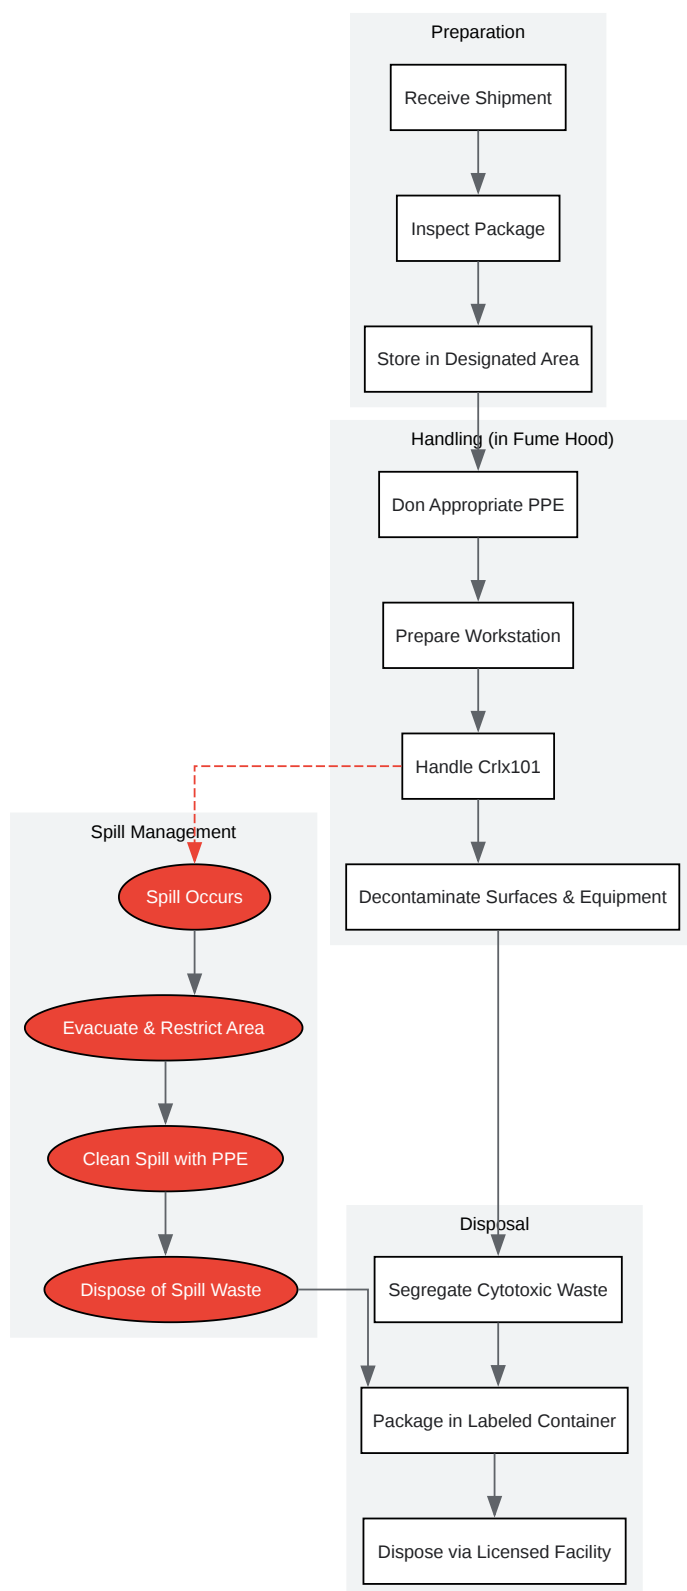 Preparation
Receive Shipment
Inspect Package
Store in Designated Area
Handling (in Fume Hood)
Don Appropriate PPE
Prepare Workstation
Handle Crlx101
Decontaminate Surfaces & Equipment
Spill Management
Spill Occurs
Evacuate & Restrict Area
Clean Spill with PPE
Dispose of Spill Waste
Disposal
Segregate Cytotoxic Waste
Package in Labeled Container
Dispose via Licensed Facility